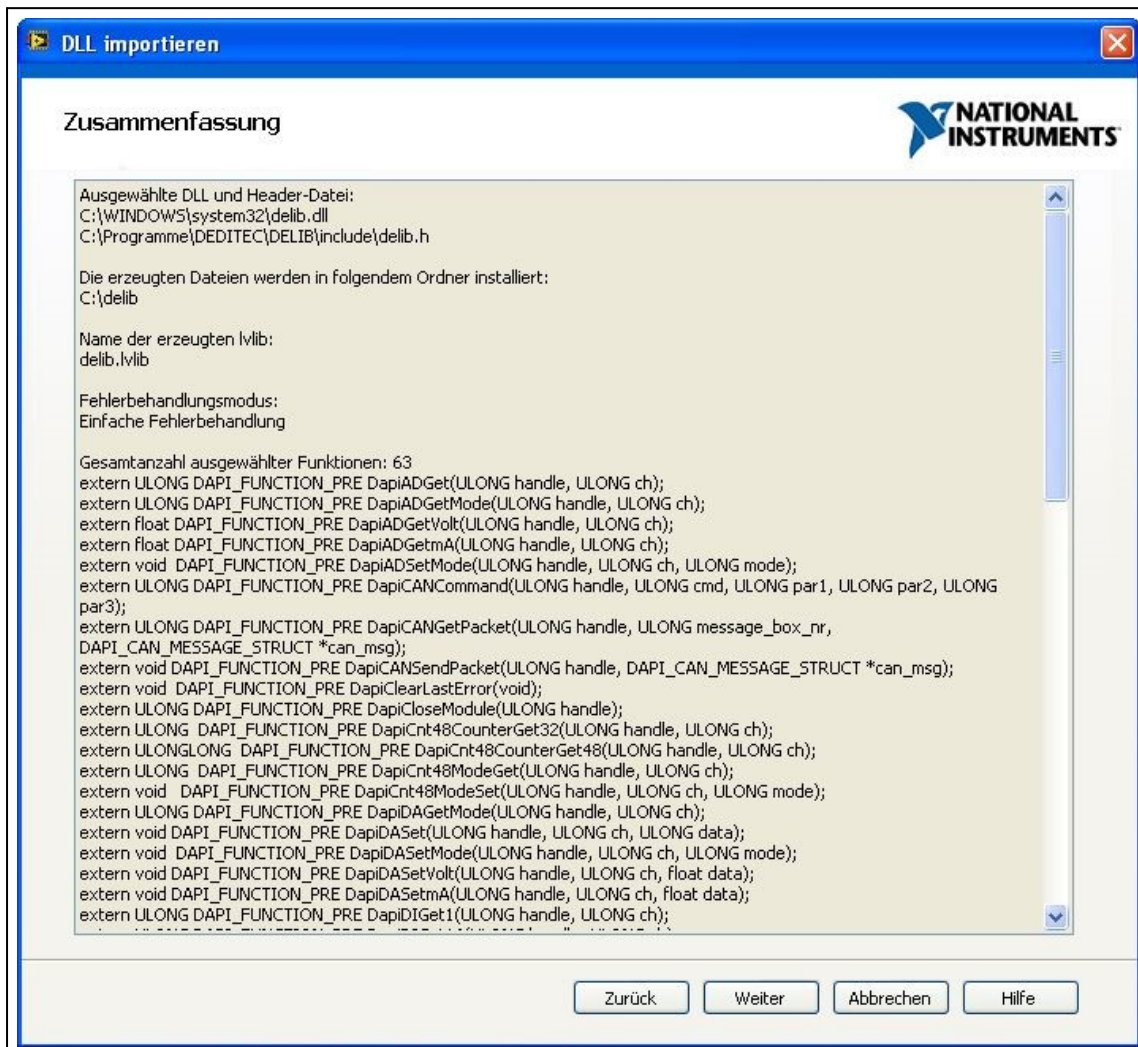 DLL importieren
Zusammenfassung
NATIONAL
INSTRUMENTS
Ausgewählte DLL und Header-Datei:
C:\WINDOWS\system32\delib.dll
C:\Programme\DEDITEC\DELIB\include\delib.h
Die erzeugten Dateien werden in folgendem Ordner installiert:
C:\delib
Name der erzeugten lvlib:
delib.lvlib
Fehlerbehandlungsmodus:
Einfache Fehlerbehandlung
Gesamtanzahl ausgewählter Funktionen: 63
extern ULONG DAPI_FUNCTION_PRE DapiADGet(ULONG handle, ULONG ch);
extern ULONG DAPI_FUNCTION_PRE DapiADGetMode(ULONG handle, ULONG ch);
extern float DAPI_FUNCTION_PRE DapiADGetVolt(ULONG handle, ULONG ch);
extern float DAPI_FUNCTION_PRE DapiADGetmA(ULONG handle, ULONG ch);
extern void  DAPI_FUNCTION_PRE DapiADSetMode(ULONG handle, ULONG ch, ULONG mode);
extern ULONG DAPI_FUNCTION_PRE DapiCANCommand(ULONG handle, ULONG cmd, ULONG par1, ULONG par2, ULONG
par3);
extern ULONG DAPI_FUNCTION_PRE DapiCANGetPacket(ULONG handle, ULONG message_box_nr,
DAPI_CAN_MESSAGE_STRUCT *can_msg);
extern void DAPI_FUNCTION_PRE DapiCANSendPacket(ULONG handle, DAPI_CAN_MESSAGE_STRUCT *can_msg);
extern void  DAPI_FUNCTION_PRE DapiClearLastError(void);
extern ULONG DAPI_FUNCTION_PRE DapiCloseModule(ULONG handle);
extern ULONG  DAPI_FUNCTION_PRE DapiCnt48CounterGet32(ULONG handle, ULONG ch);
extern ULONGLONG  DAPI_FUNCTION_PRE DapiCnt48CounterGet48(ULONG handle, ULONG ch);
extern ULONG  DAPI_FUNCTION_PRE DapiCnt48ModeGet(ULONG handle, ULONG ch);
extern void   DAPI_FUNCTION_PRE DapiCnt48ModeSet(ULONG handle, ULONG ch, ULONG mode);
extern ULONG DAPI_FUNCTION_PRE DapiDAGetMode(ULONG handle, ULONG ch);
extern void DAPI_FUNCTION_PRE DapiDASet(ULONG handle, ULONG ch, ULONG data);
extern void  DAPI_FUNCTION_PRE DapiDASetMode(ULONG handle, ULONG ch, ULONG mode);
extern void DAPI_FUNCTION_PRE DapiDASetVolt(ULONG handle, ULONG ch, float data);
extern void DAPI_FUNCTION_PRE DapiDASetmA(ULONG handle, ULONG ch, float data);
extern ULONG DAPI_FUNCTION_PRE DapiDIGet1(ULONG handle, ULONG ch);
Zurück
Weiter
Abbrechen
Hilfe